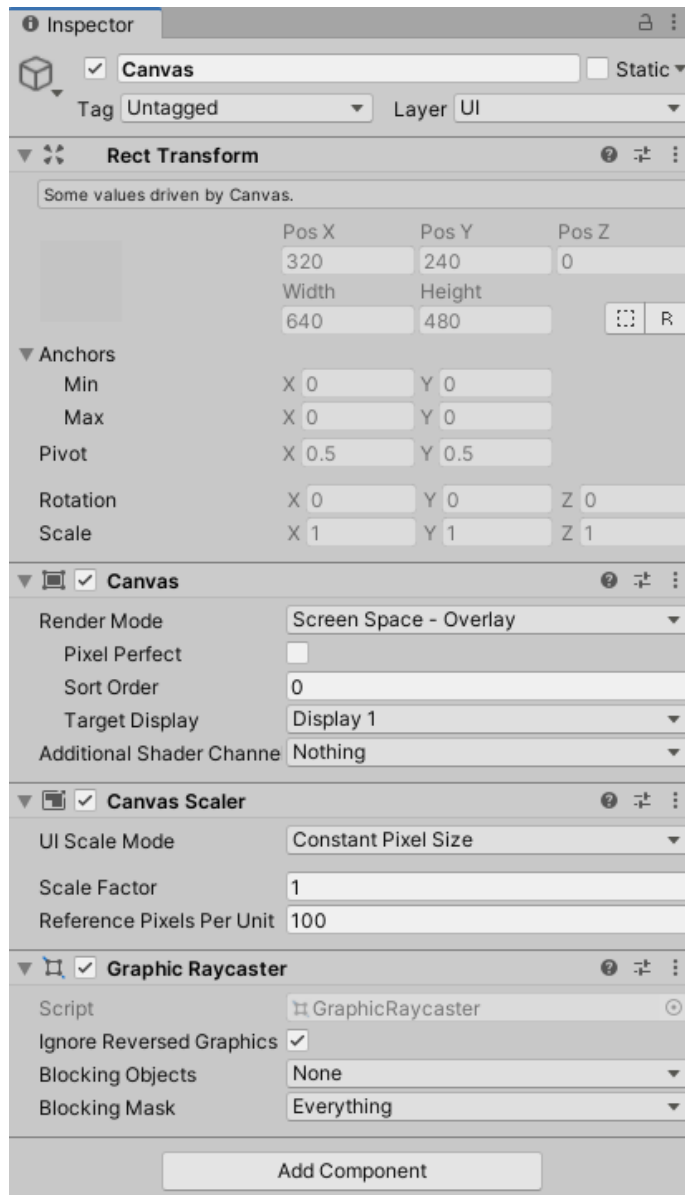 Inspector
Canvas Static
Tag Untagged Layer UI
Rect Transform
Some values driven by Canvas.
Pos X Pos Y Pos Z
320 240 0
Width Height
640 480 R
Anchors
Min X 0 Y 0
Max X 0 Y 0
Pivot X 0.5 Y 0.5
Rotation X 0 Y 0 Z 0
Scale X 1 Y 1 Z 1
Canvas
Render Mode Screen Space - Overlay
Pixel Perfect
Sort Order 0
Target Display Display 1
Additional Shader Channe Nothing
Canvas Scaler
UI Scale Mode Constant Pixel Size
Scale Factor 1
Reference Pixels Per Unit 100
Graphic Raycaster
Script GraphicRaycaster
Ignore Reversed Graphics
Blocking Objects None
Blocking Mask Everything
Add Component